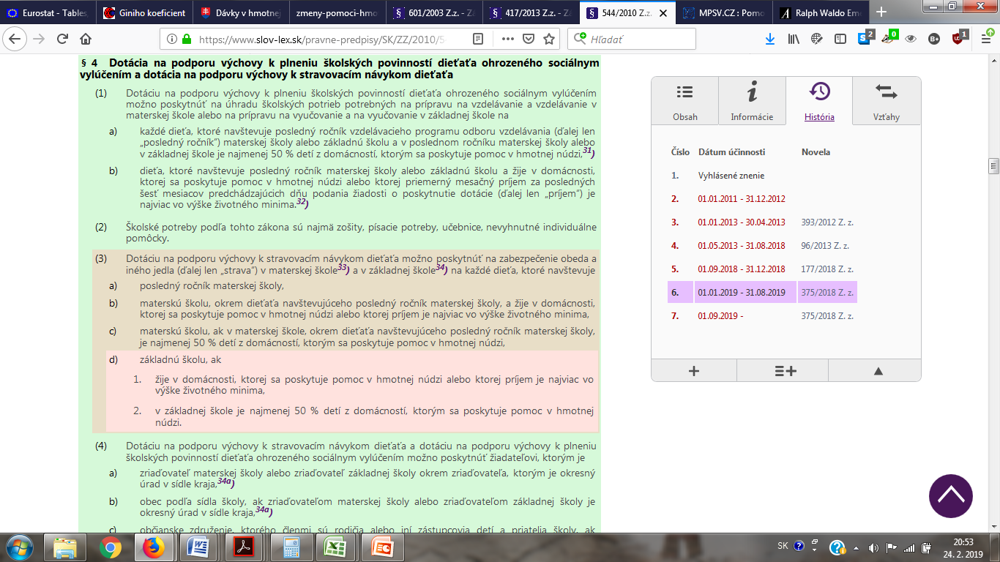 Eurostat - Tables,
Giniho koeficient
Dávky v hmotnej
zmeny-pomoci-hmo
601/2003 Z.z. - Zá
417/2013 Z.z. - Zá
544/2010 Z.z.
MPSV.CZ : Pomo
Ralph Waldo Eme
https://www.slov-lex.sk/pravne-predpisy/SK/ZZ/2010/5
Hľadať
2
0
B+
1
§ 4 Dotácia na podporu výchovy k plneniu školských povinností dieťaťa ohrozeného sociálnym
vylúčením a dotácia na podporu výchovy k stravovacím návykom dieťaťa
(1) Dotáciu na podporu výchovy k plneniu školských povinností dieťaťa ohrozeného sociálnym vylúčením
možno poskytnúť na úhradu školských potrieb potrebných na prípravu na vzdelávanie a vzdelávanie v
materskej škole alebo na prípravu na vyučovanie a na vyučovanie v základnej škole na
a) každé dieťa, ktoré navštevuje posledný ročník vzdelávacieho programu odboru vzdelávania (ďalej len
„posledný ročník“) materskej školy alebo základnú školu a v poslednom ročníku materskej školy alebo
v základnej škole je najmenej 50 % detí z domácností, ktorým sa poskytuje pomoc v hmotnej núdzi,31)
b) dieťa, ktoré navštevuje posledný ročník materskej školy alebo základnú školu a žije v domácnosti,
ktorej sa poskytuje pomoc v hmotnej núdzi alebo ktorej priemerný mesačný príjem za posledných
šesť mesiacov predchádzajúcich dňu podania žiadosti o poskytnutie dotácie (ďalej len „príjem“) je
najviac vo výške životného minima.32)
(2) Školské potreby podľa tohto zákona sú najmä zošity, písacie potreby, učebnice, nevyhnutné individuálne
pomôcky.
(3) Dotáciu na podporu výchovy k stravovacím návykom dieťaťa možno poskytnúť na zabezpečenie obeda a
iného jedla (ďalej len „strava“) v materskej škole33) a v základnej škole34) na každé dieťa, ktoré navštevuje
a) posledný ročník materskej školy,
b) materskú školu, okrem dieťaťa navštevujúceho posledný ročník materskej školy, a žije v domácnosti,
ktorej sa poskytuje pomoc v hmotnej núdzi alebo ktorej príjem je najviac vo výške životného minima,
c) materskú školu, ak v materskej škole, okrem dieťaťa navštevujúceho posledný ročník materskej školy,
je najmenej 50 % detí z domácností, ktorým sa poskytuje pomoc v hmotnej núdzi,
d) základnú školu, ak
1. žije v domácnosti, ktorej sa poskytuje pomoc v hmotnej núdzi alebo ktorej príjem je najviac vo
výške životného minima,
2. v základnej škole je najmenej 50 % detí z domácností, ktorým sa poskytuje pomoc v hmotnej
núdzi.
(4) Dotáciu na podporu výchovy k stravovacím návykom dieťaťa a dotáciu na podporu výchovy k plneniu
školských povinností dieťaťa ohrozeného sociálnym vylúčením možno poskytnúť žiadateľovi, ktorým je
a) zriaďovateľ materskej školy alebo zriaďovateľ základnej školy okrem zriaďovateľa, ktorým je okresný
úrad v sídle kraja,34a)
b) obec podľa sídla školy, ak zriaďovateľom materskej školy alebo zriaďovateľom základnej školy je
okresný úrad v sídle kraja,34a)
c) občianske združenie, ktorého členmi sú rodičia alebo iní zástupcovia detí a priatelia školy, ak
Obsah
Informácie
História
Vzťahy
Číslo Dátum účinnosti Novela
1. Vyhlásené znenie
2. 01.01.2011 - 31.12.2012
3. 01.01.2013 - 30.04.2013 393/2012 Z. z.
4. 01.05.2013 - 31.08.2018 96/2013 Z. z.
5. 01.09.2018 - 31.12.2018 177/2018 Z. z.
6. 01.01.2019 - 31.08.2019 375/2018 Z. z.
7. 01.09.2019 - 375/2018 Z. z.
SK
20:53
24. 2. 2019